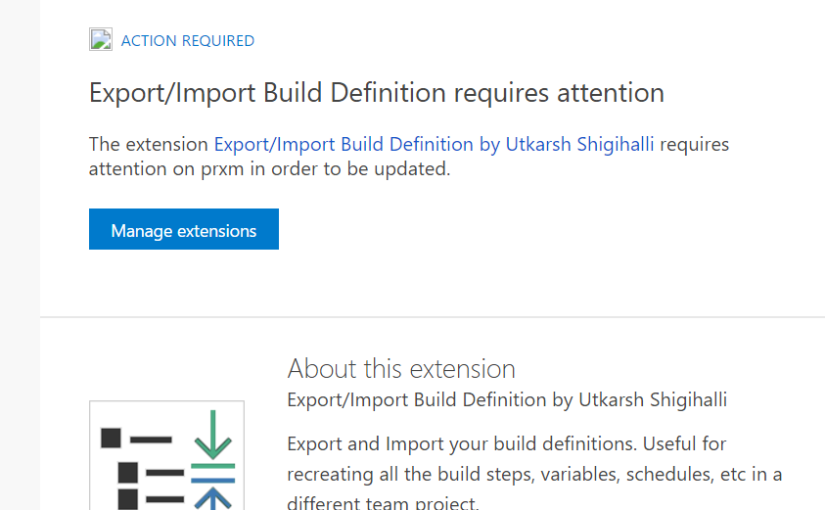 ACTION REQUIRED
Export/Import Build Definition requires attention
The extension Export/Import Build Definition by Utkarsh Shigihalli requires
attention on prxm in order to be updated.
Manage extensions
About this extension
Export/Import Build Definition by Utkarsh Shigihalli
Export and Import your build definitions. Useful for
recreating all the build steps, variables, schedules, etc in a
different team project.